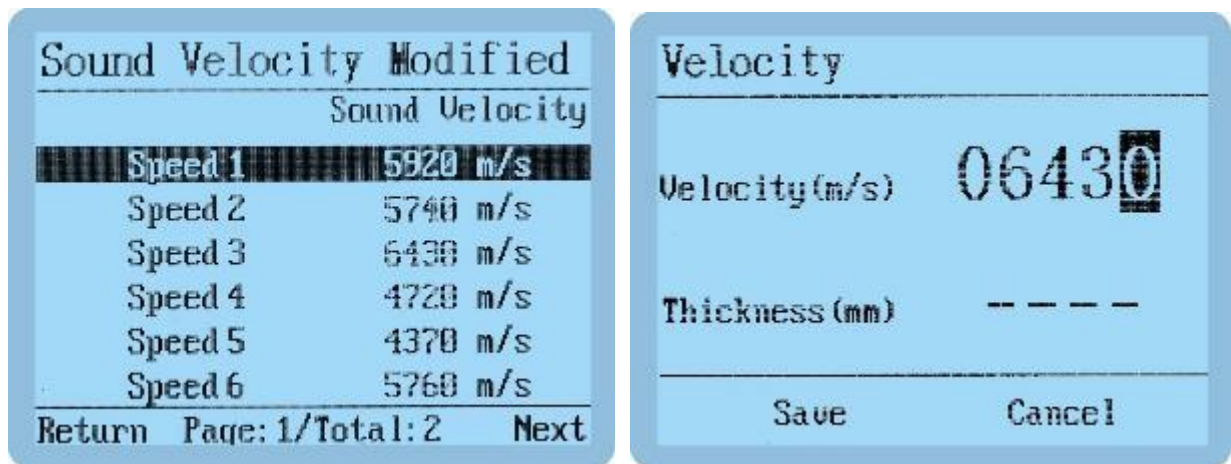 Sound Velocity Modified
Sound Velocity
Speed 1 5920 m/s
Speed 2 5740 m/s
Speed 3 6430 m/s
Speed 4 4720 m/s
Speed 5 4370 m/s
Speed 6 5760 m/s
Return Page: 1/Total: 2 Next
Velocity
Velocity(m/s) 06430
Thickness(mm) ----
Save Cancel